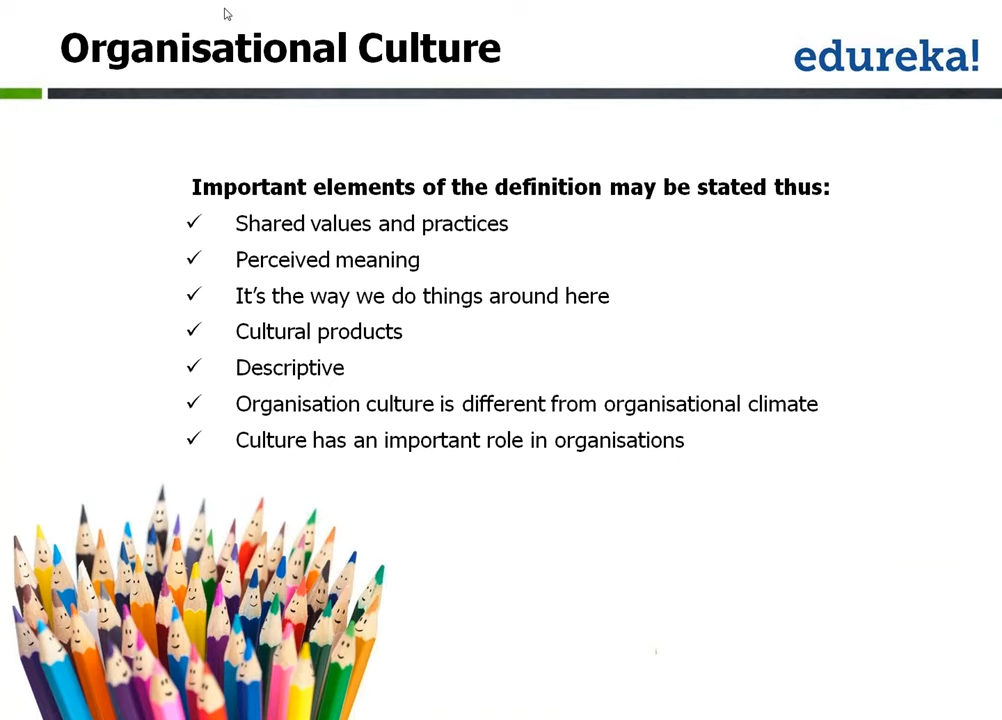 Organisational Culture
edureka!
Important elements of the definition may be stated thus:
✓ Shared values and practices
✓ Perceived meaning
✓ It’s the way we do things around here
✓ Cultural products
✓ Descriptive
✓ Organisation culture is different from organisational climate
✓ Culture has an important role in organisations